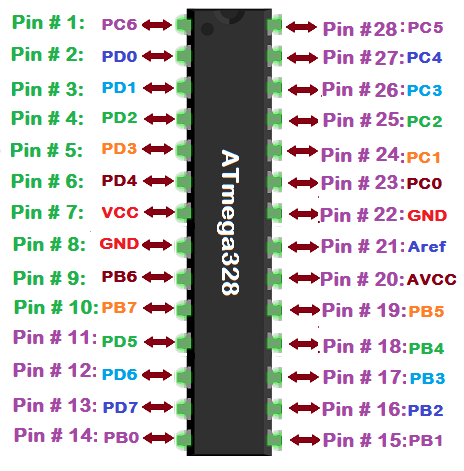 Pin # 1: PC6
Pin # 2: PD0
Pin # 3: PD1
Pin # 4: PD2
Pin # 5: PD3
Pin # 6: PD4
Pin # 7: VCC
Pin # 8: GND
Pin # 9: PB6
Pin # 10: PB7
Pin # 11: PD5
Pin # 12: PD6
Pin # 13: PD7
Pin # 14: PB0
ATmega328
Pin #28: PC5
Pin #27: PC4
Pin # 26: PC3
Pin # 25: PC2
Pin # 24: PC1
Pin # 23: PC0
Pin # 22: GND
Pin # 21: Aref
Pin # 20: AVCC
Pin # 19: PB5
Pin # 18: PB4
Pin # 17: PB3
Pin # 16: PB2
Pin # 15: PB1